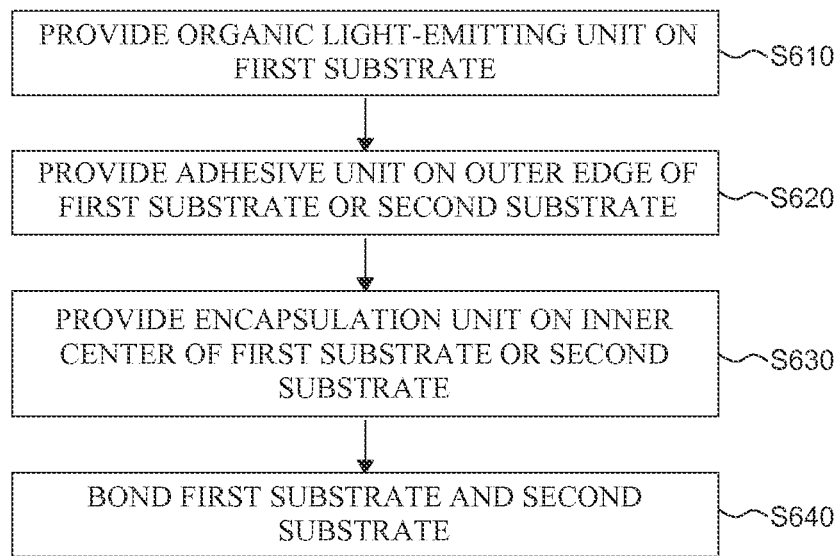 PROVIDE ORGANIC LIGHT-EMITTING UNIT ON
FIRST SUBSTRATE
S610
PROVIDE ADHESIVE UNIT ON OUTER EDGE OF
FIRST SUBSTRATE OR SECOND SUBSTRATE
S620
PROVIDE ENCAPSULATION UNIT ON INNER
CENTER OF FIRST SUBSTRATE OR SECOND
SUBSTRATE
S630
BOND FIRST SUBSTRATE AND SECOND
SUBSTRATE
S640